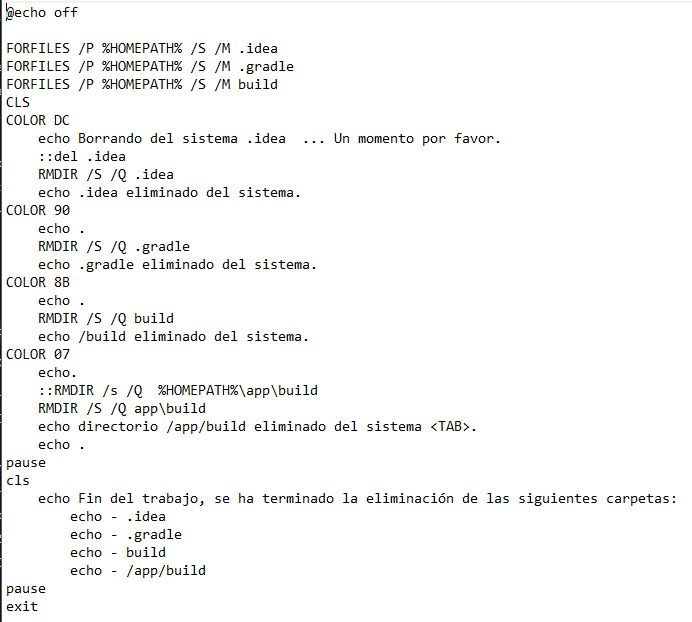 @echo off

FORFILES /P %HOMEPATH% /S /M .idea
FORFILES /P %HOMEPATH% /S /M .gradle
FORFILES /P %HOMEPATH% /S /M build
CLS
COLOR DC
    echo Borrando del sistema .idea  ... Un momento por favor.
    ::del .idea
    RMDIR /S /Q .idea
    echo .idea eliminado del sistema.
COLOR 90
    echo .
    RMDIR /S /Q .gradle
    echo .gradle eliminado del sistema.
COLOR 8B
    echo .
    RMDIR /S /Q build
    echo /build eliminado del sistema.
COLOR 07
    echo.
    ::RMDIR /s /Q  %HOMEPATH%\app\build
    RMDIR /S /Q app\build
    echo directorio /app/build eliminado del sistema <TAB>.
    echo .
pause
cls
    echo Fin del trabajo, se ha terminado la eliminación de las siguientes carpetas:
        echo - .idea
        echo - .gradle
        echo - build
        echo - /app/build
pause
exit